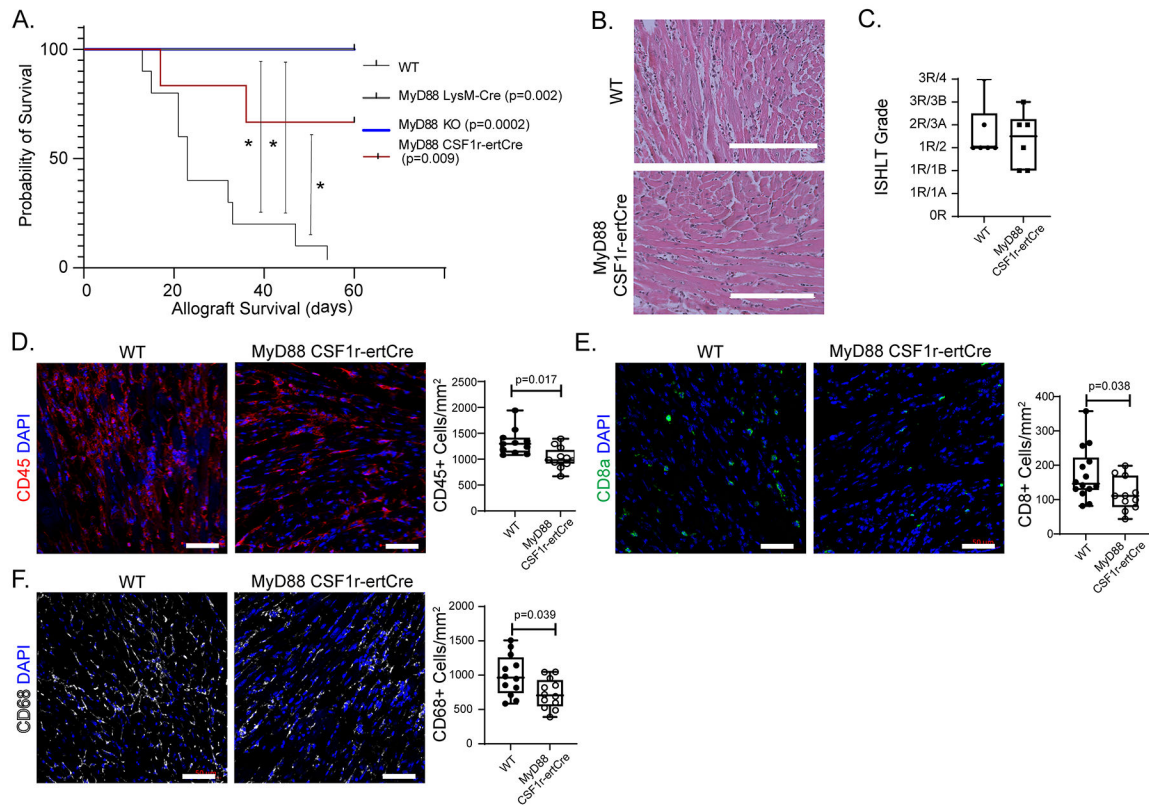 A.
Probability of Survival
100
50
0
0
20
40
60
80
Allograft Survival (days)
WT
MyD88 LysM-Cre (p=0.002)
MyD88 KO (p=0.0002)
MyD88 CSF1r-ertCre
(p=0.009)
*
*
*
B.
WT
MyD88
CSF1r-ertCre
C.
ISHLT Grade
3R/4
3R/3B
2R/3A
1R/2
1R/1B
1R/1A
0R
WT
MyD88
CSF1r-ertCre
D.
WT
MyD88 CSF1r-ertCre
CD45 DAPI
CD45+ Cells/mm²
2500
2000
1500
1000
500
0
p=0.017
WT
MyD88
CSF1r-ertCre
E.
WT
MyD88 CSF1r-ertCre
CD8a DAPI
50 µm
CD8+ Cells/mm²
400
300
200
100
0
p=0.038
WT
MyD88
CSF1r-ertCre
F.
WT
MyD88 CSF1r-ertCre
CD68 DAPI
50 µm
CD68+ Cells/mm²
2000
1500
1000
500
0
p=0.039
WT
MyD88
CSF1r-ertCre